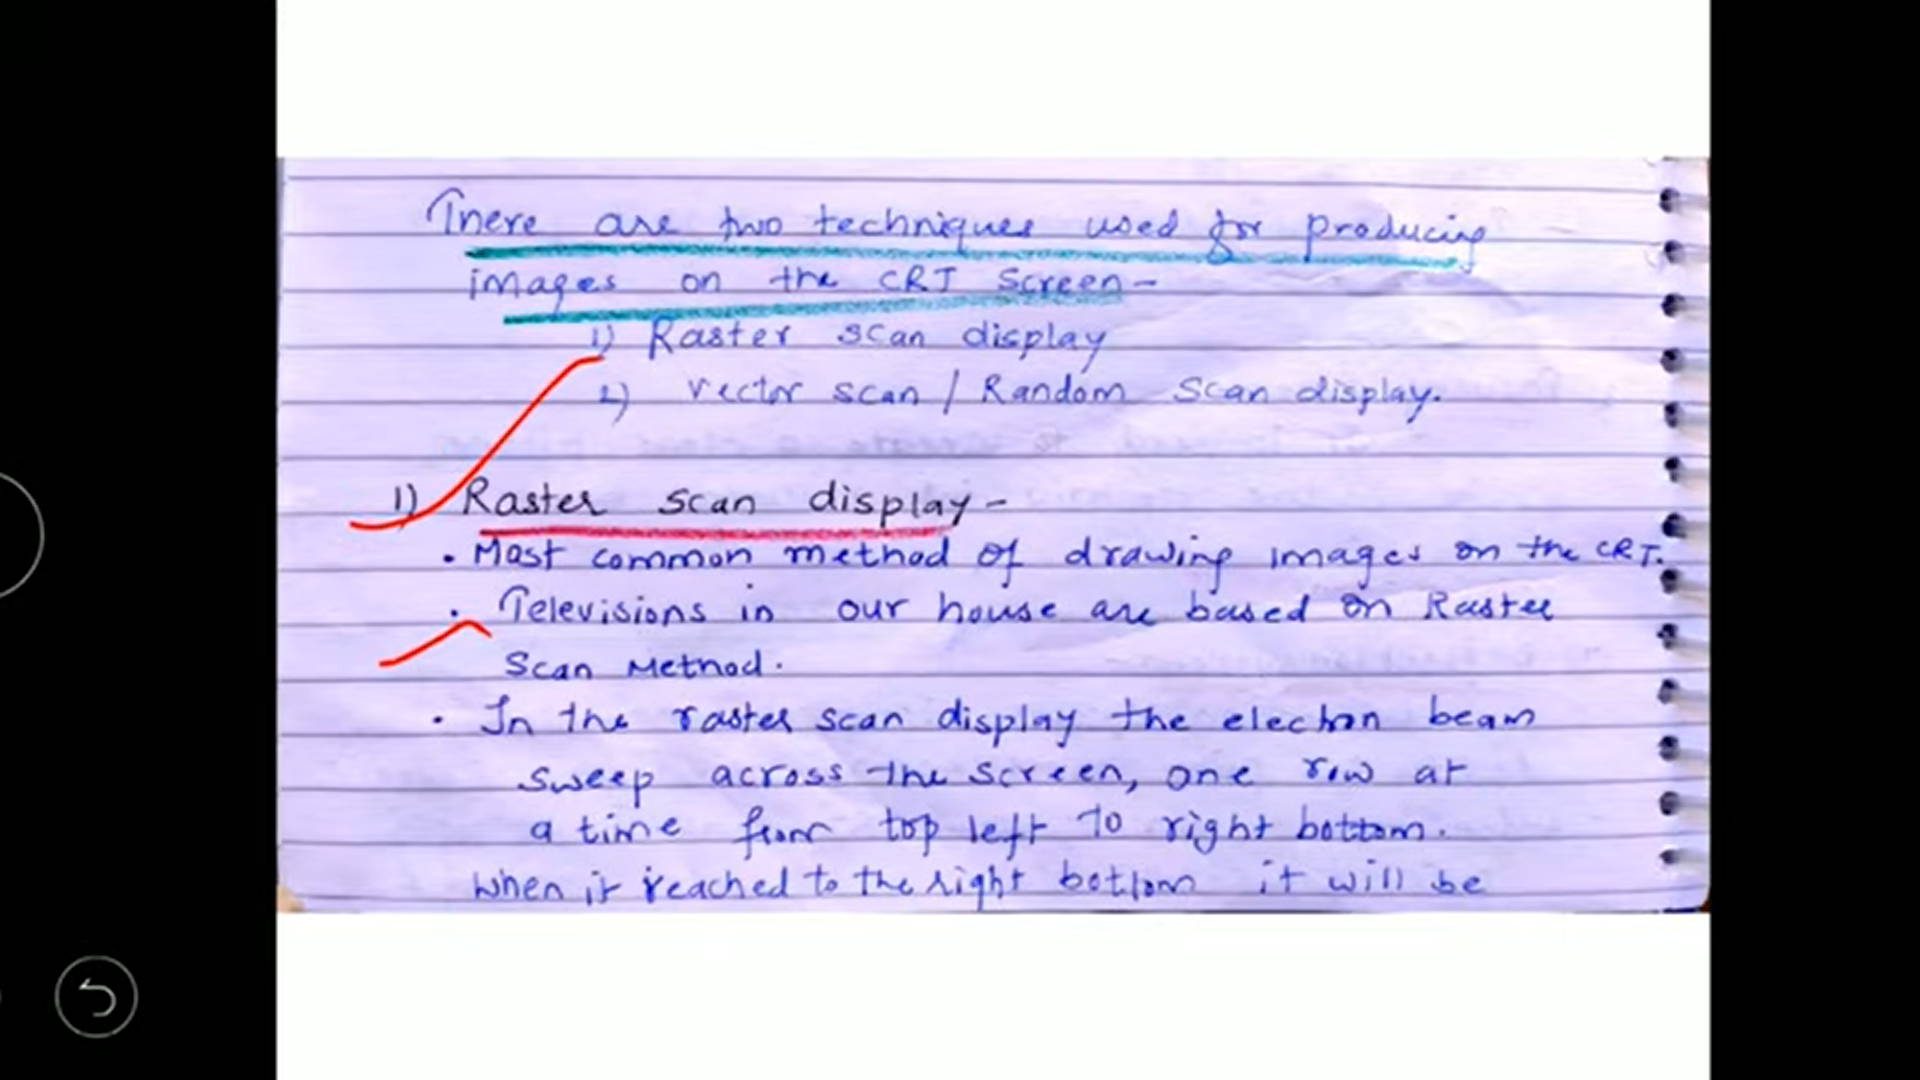 There are two techniques used for producing
images on the CRT Screen-
1) Raster scan display
2) vector scan / Random Scan display.
1) Raster scan display-
. Most common method of drawing images on the CRT.
. Televisions in our house are based on Raster
Scan Method.
. In the raster scan display the electron beam
sweep across the screen, one row at
a time from top left to right bottom.
When it reached to the right bottom it will be